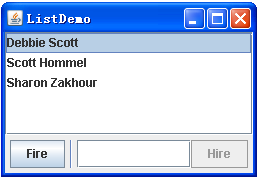 ListDemo
Debbie Scott
Scott Hommel
Sharon Zakhour
Fire Hire